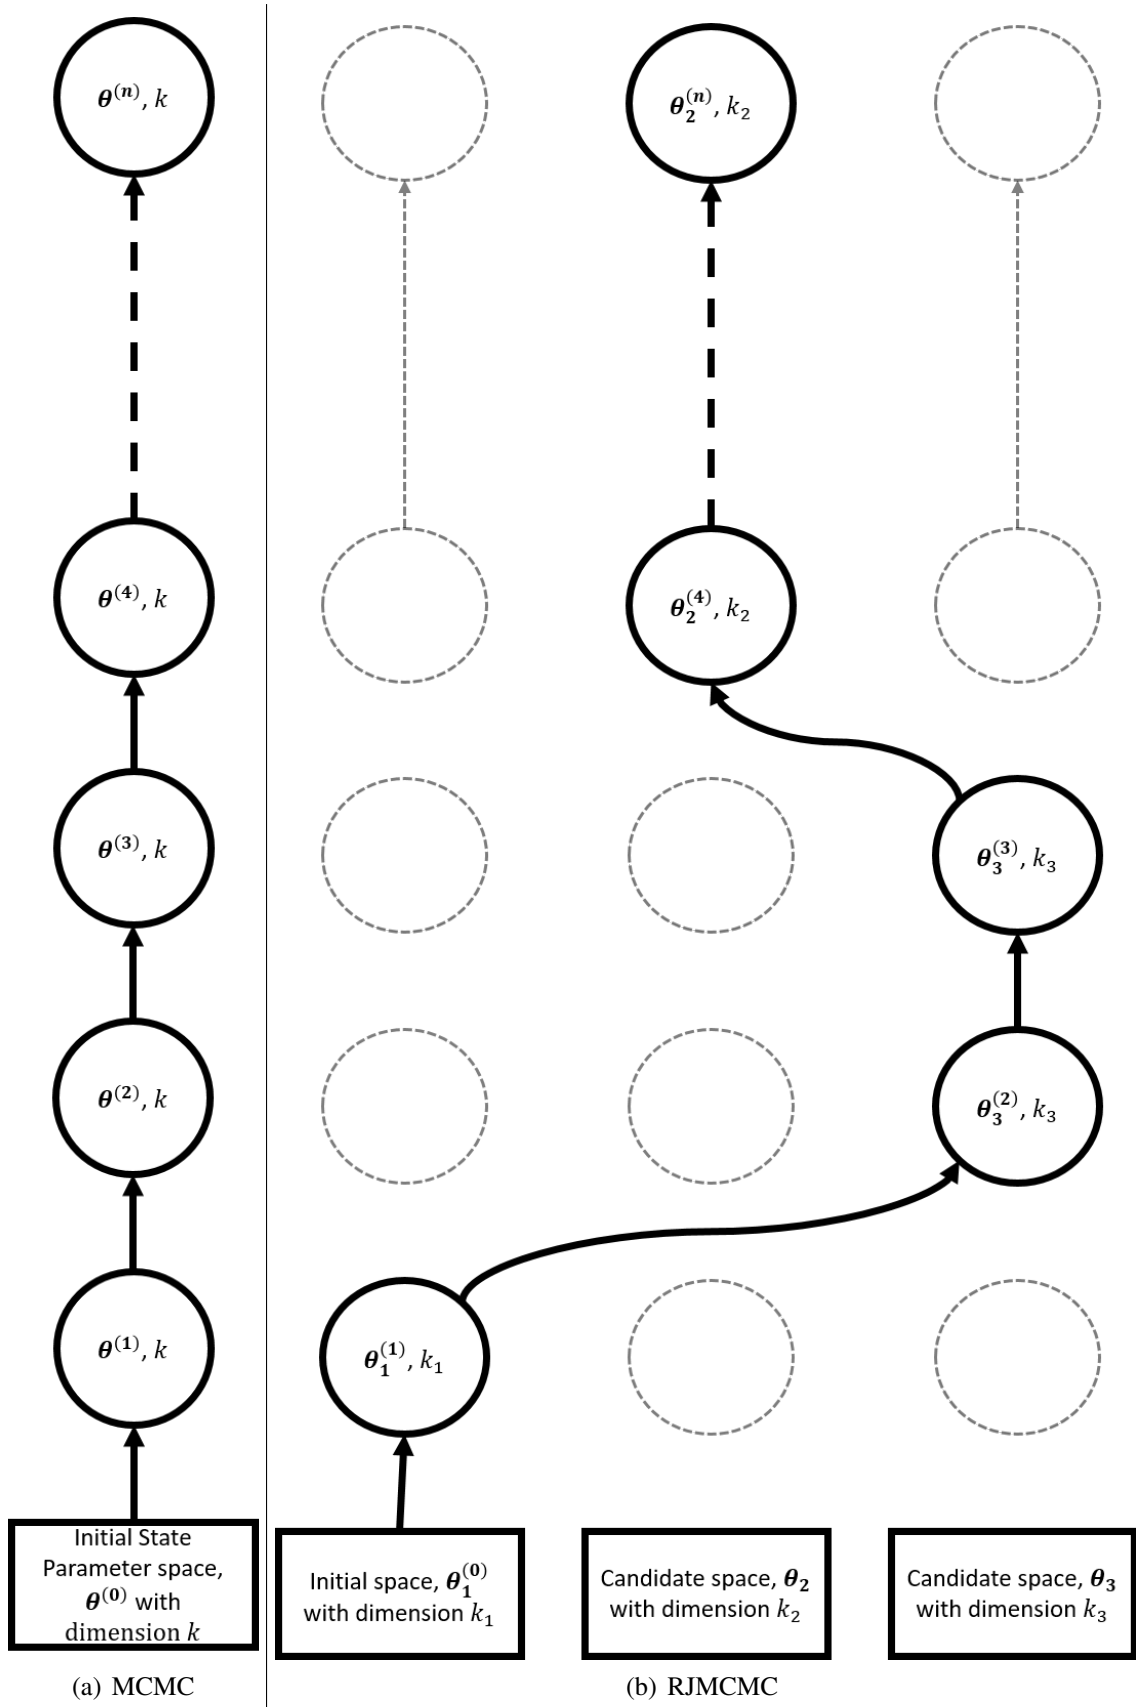 θ^(n), k
θ^(4), k
θ^(3), k
θ^(2), k
θ^(1), k
Initial State
Parameter space,
θ^(0) with
dimension k
(a) MCMC
θ_2^(n), k_2
θ_2^(4), k_2
θ_3^(3), k_3
θ_3^(2), k_3
θ_1^(1), k_1
Initial space, θ_1^(0)
with dimension k_1
Candidate space, θ_2
with dimension k_2
Candidate space, θ_3
with dimension k_3
(b) RJMCMC